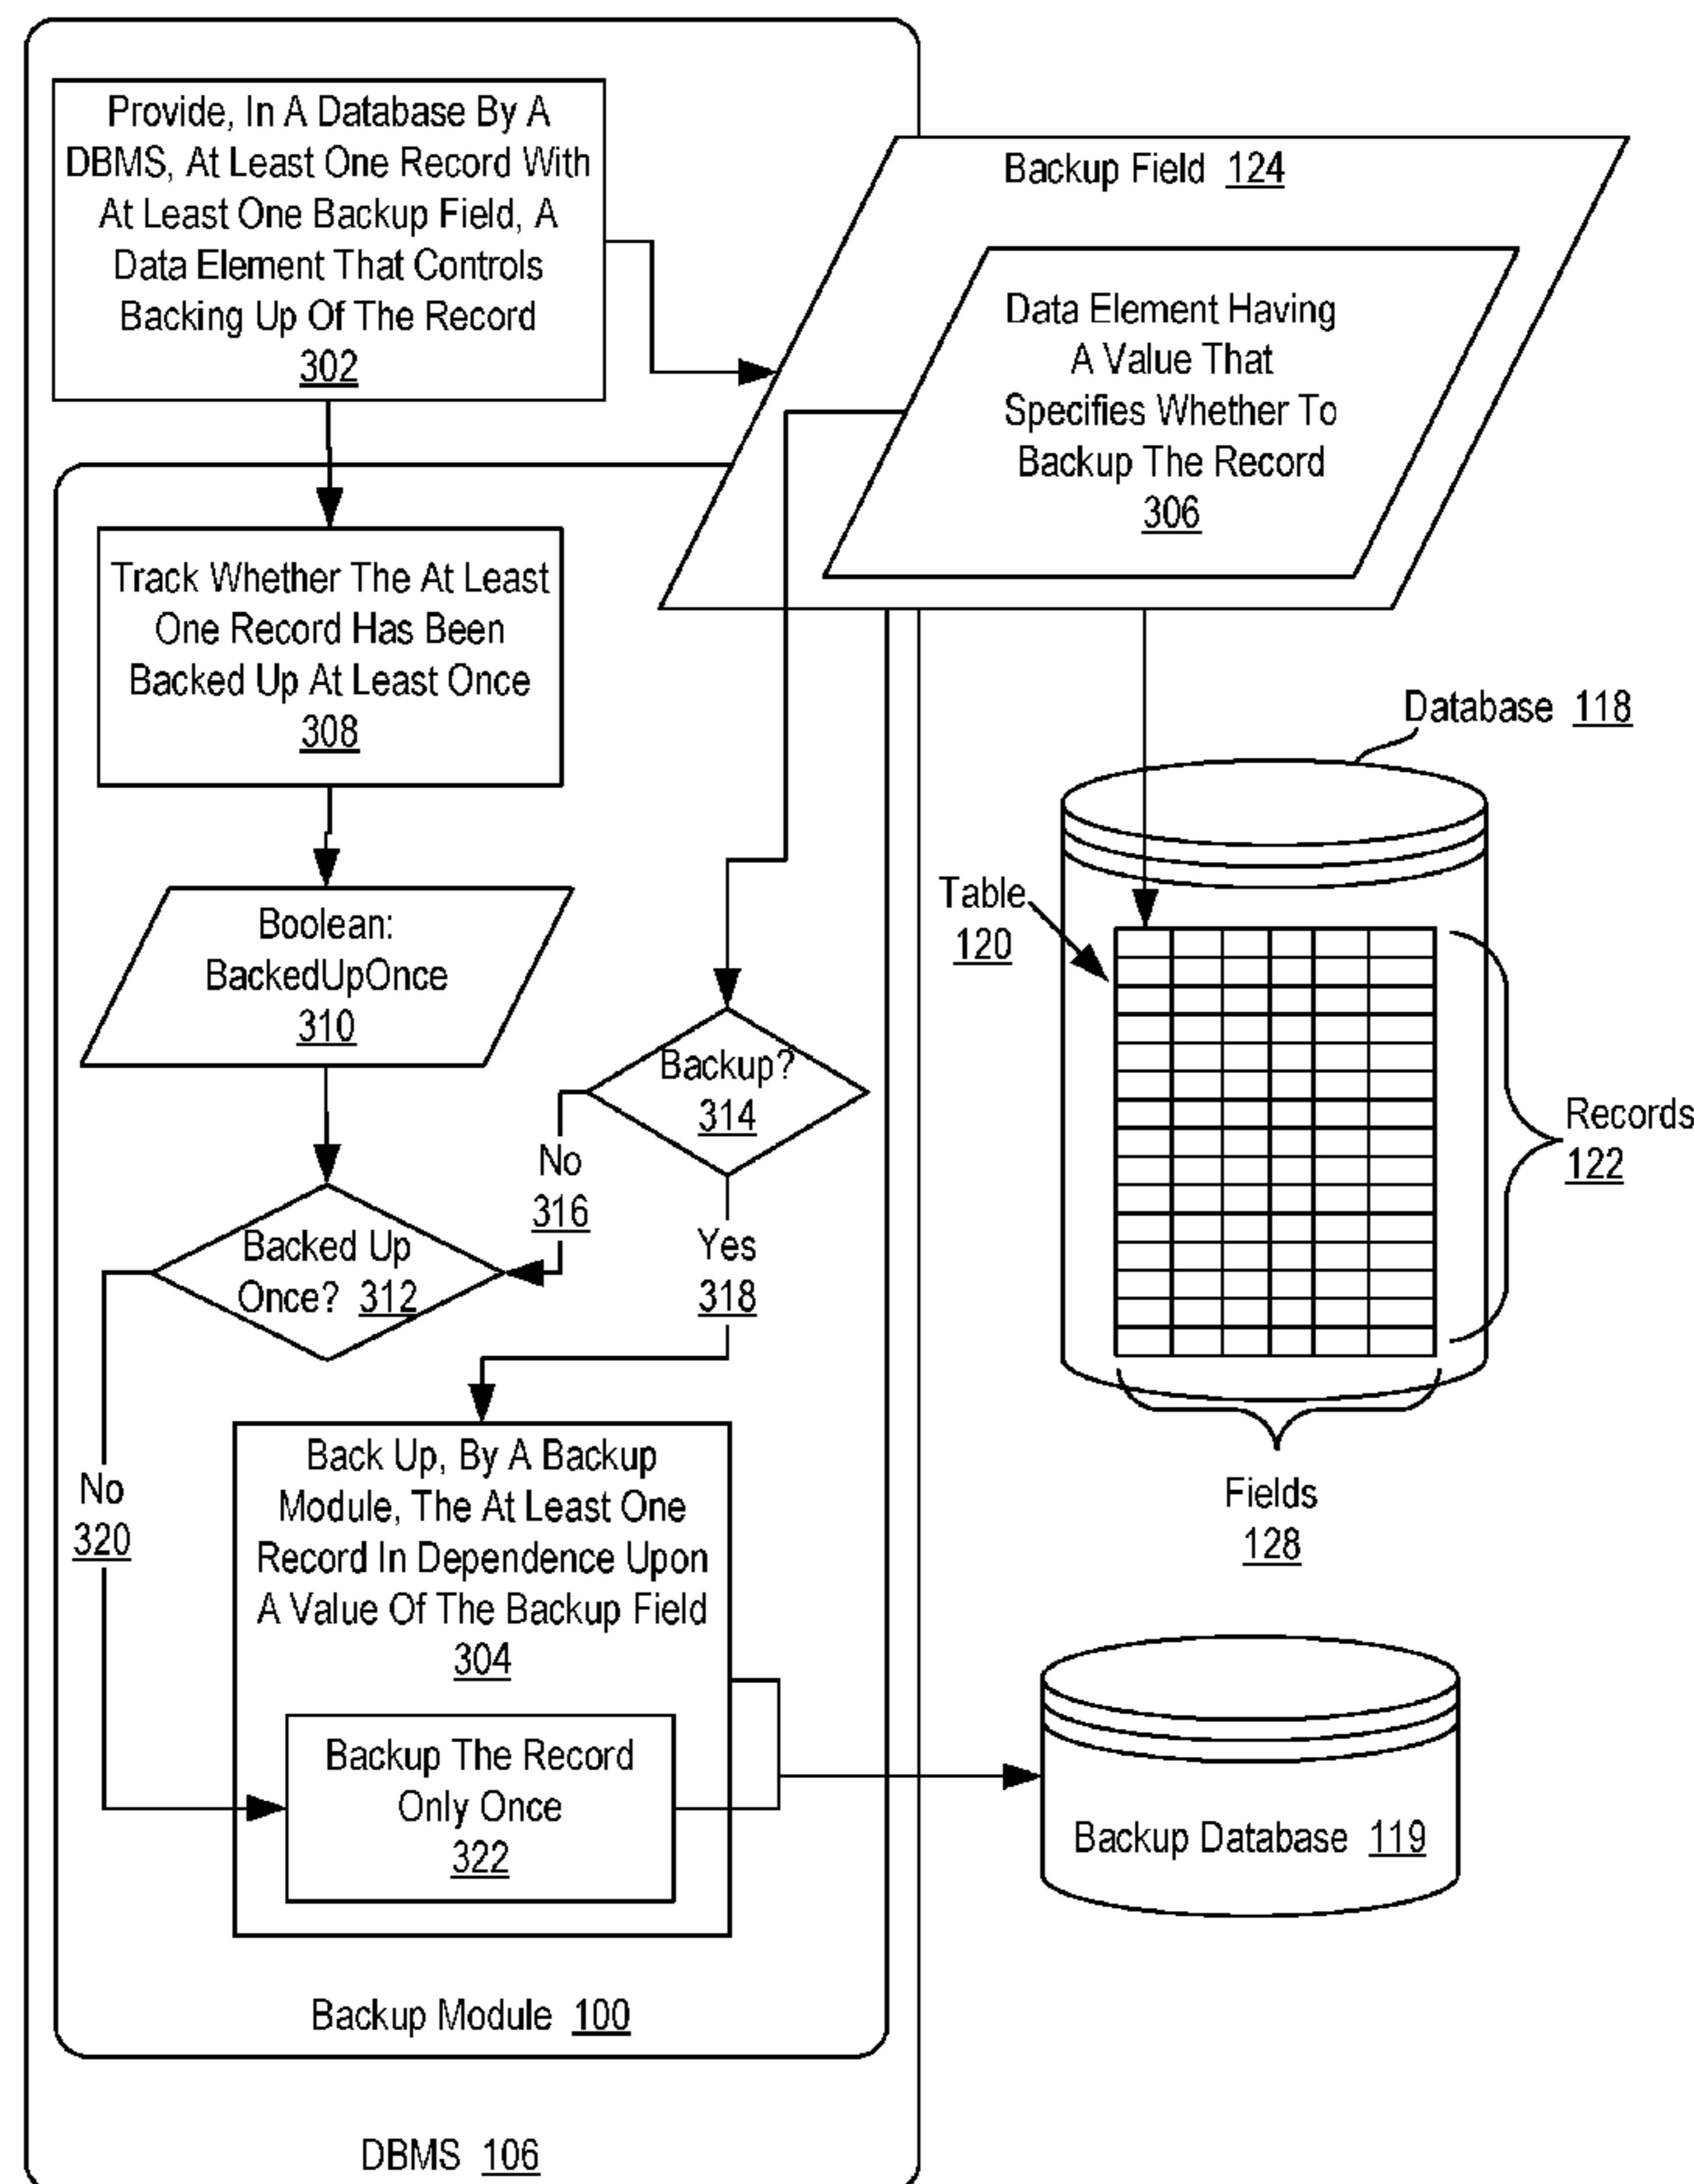 Provide, In A Database By A
DBMS, At Least One Record With
At Least One Backup Field, A
Data Element That Controls
Backing Up Of The Record
302
Backup Field 124
Data Element Having
A Value That
Specifies Whether To
Backup The Record
306
Track Whether The At Least
One Record Has Been
Backed Up At Least Once
308
Database 118
Table
120
Boolean:
BackedUpOnce
310
Backup?
314
Records
122
No
316
Yes
318
Backed Up
Once? 312
Back Up, By A Backup
Module, The At Least One
Record In Dependence Upon
A Value Of The Backup Field
304
No
320
Fields
128
Backup The Record
Only Once
322
Backup Database 119
Backup Module 100
DBMS 106